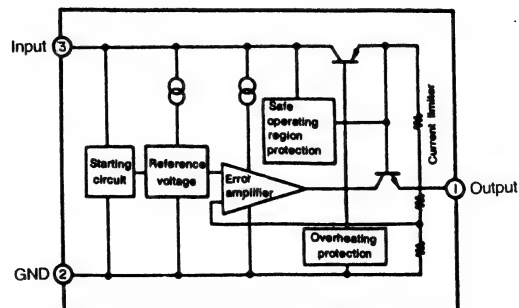 Input 3
Safe
operating
region
protection
Current limiter
Starting
circuit
Reference
voltage
Error
amplifier
1 Output
Overheating
protection
GND 2